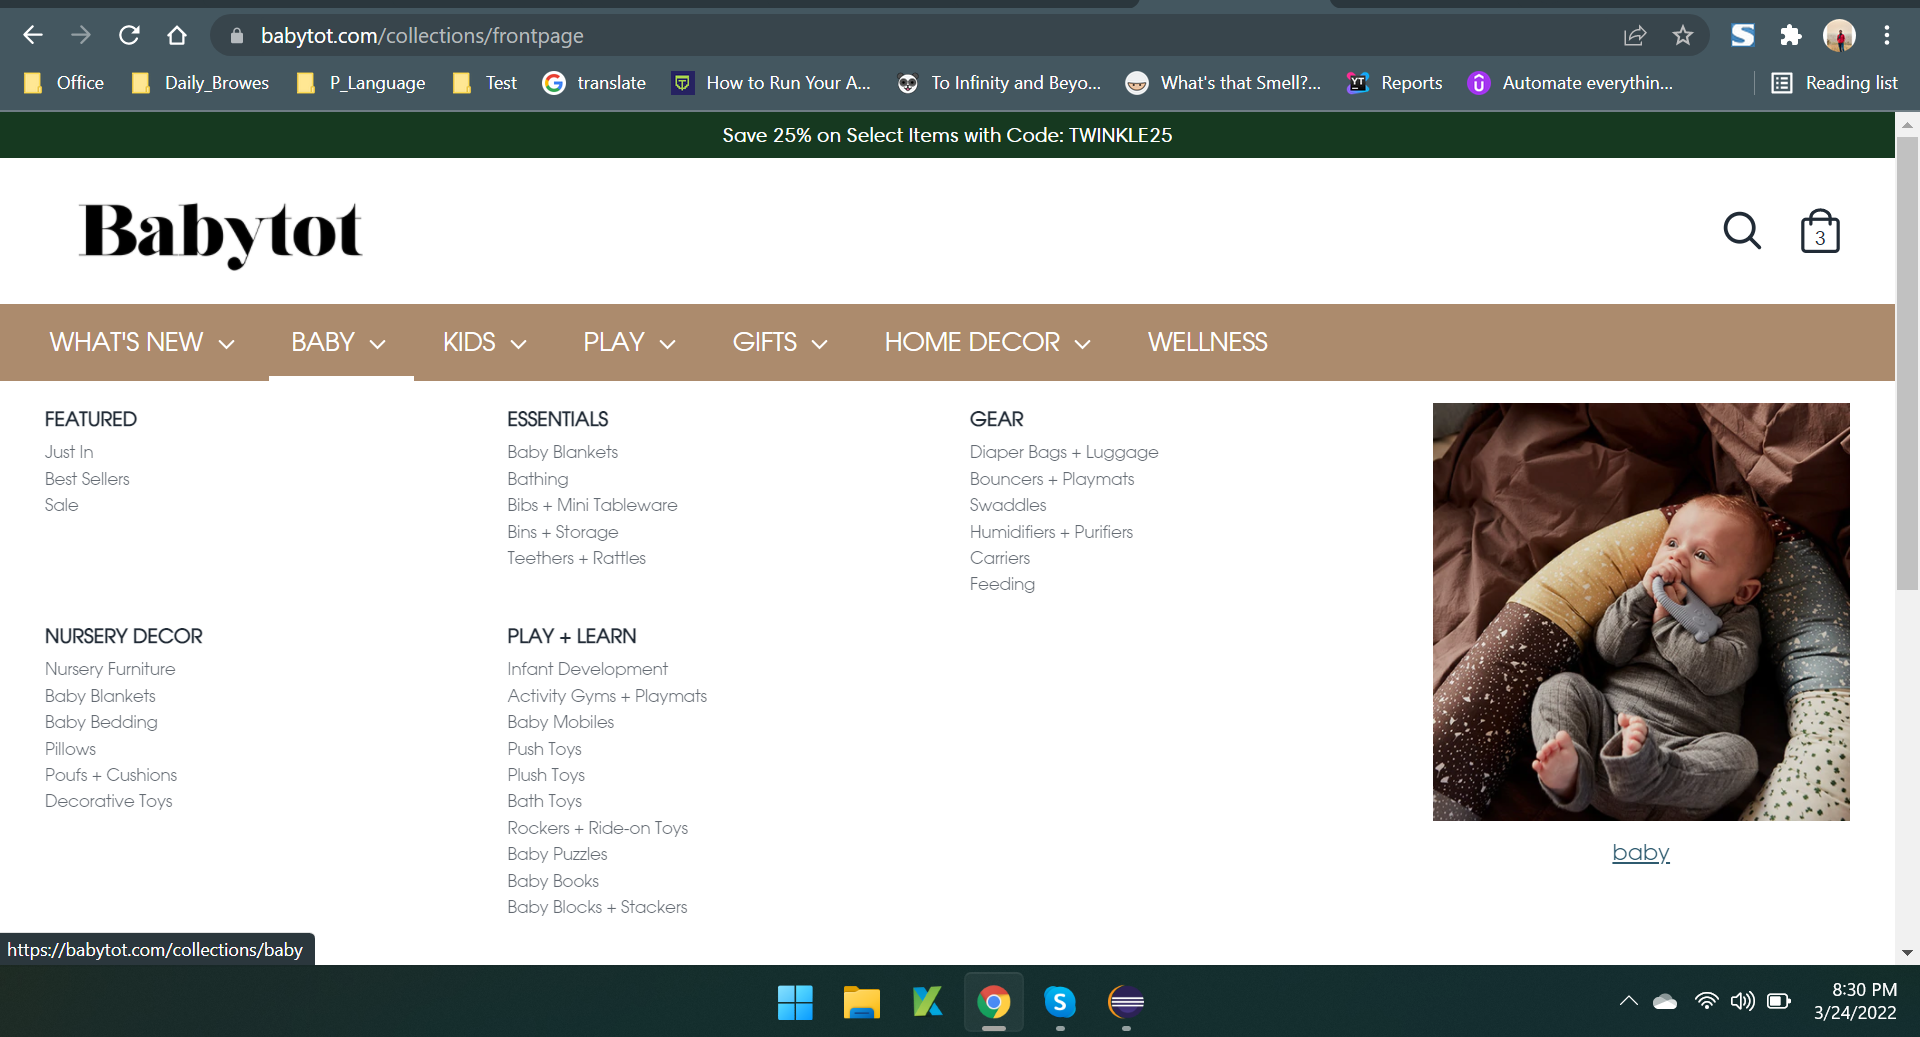 babytot.com/collections/frontpage
Office
Daily_Browes
P_Language
Test
translate
How to Run Your A...
To Infinity and Beyo...
What's that Smell?...
YT
Reports
Automate everythin...
Reading list
Save 25% on Select Items with Code: TWINKLE25
Babytot
3
WHAT'S NEW
BABY
KIDS
PLAY
GIFTS
HOME DECOR
WELLNESS
FEATURED
Just In
Best Sellers
Sale
ESSENTIALS
Baby Blankets
Bathing
Bibs + Mini Tableware
Bins + Storage
Teethers + Rattles
GEAR
Diaper Bags + Luggage
Bouncers + Playmats
Swaddles
Humidifiers + Purifiers
Carriers
Feeding
NURSERY DECOR
Nursery Furniture
Baby Blankets
Baby Bedding
Pillows
Poufs + Cushions
Decorative Toys
PLAY + LEARN
Infant Development
Activity Gyms + Playmats
Baby Mobiles
Push Toys
Plush Toys
Bath Toys
Rockers + Ride-on Toys
Baby Puzzles
Baby Books
Baby Blocks + Stackers
baby
https://babytot.com/collections/baby
8:30 PM
3/24/2022